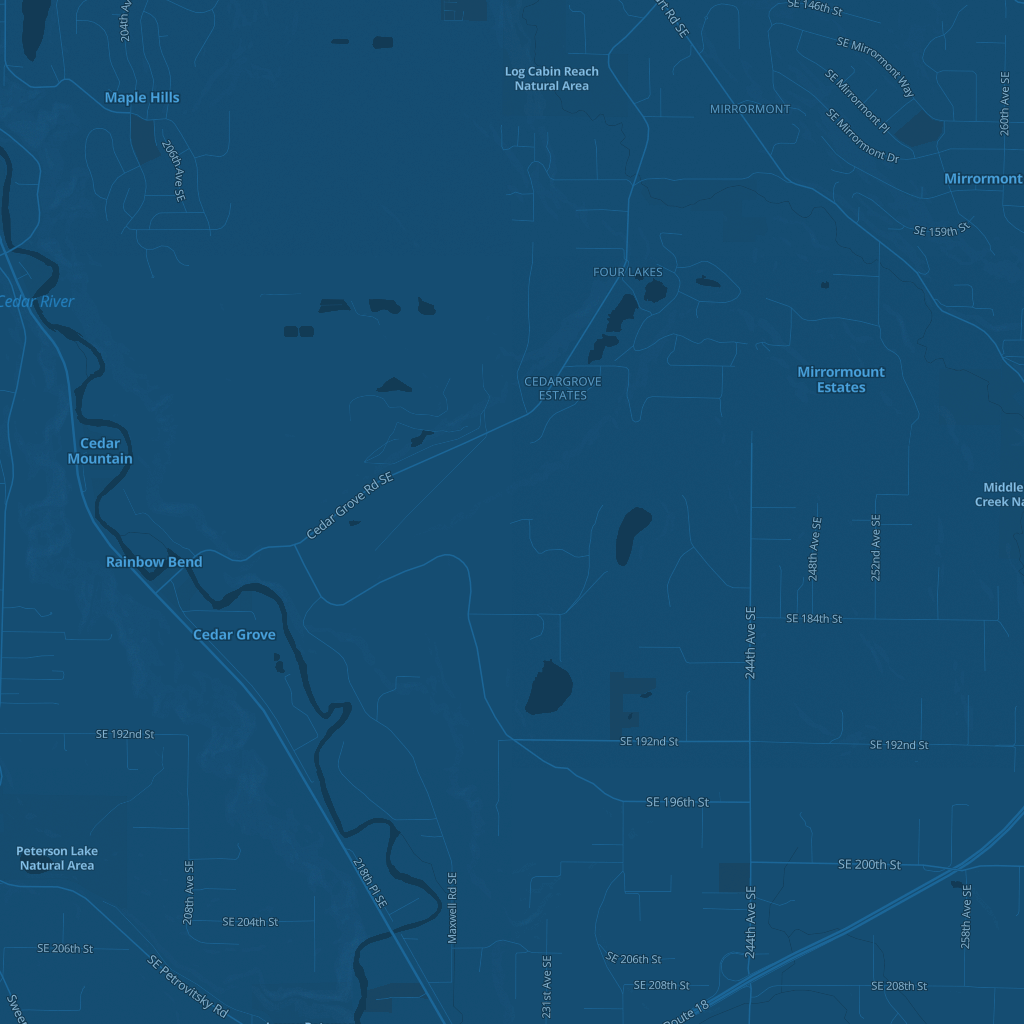 204th Av
SE 146th St
ort Rd SE
SE Mirrormont Way
Log Cabin Reach
Natural Area
SE Mirrormont Pl
260th Ave SE
Maple Hills
MIRRORMONT
SE Mirrormont Dr
206th Ave SE
Mirrormont
SE 159th St
FOUR LAKES
Cedar River
Mirrormount
Estates
CEDARGROVE
ESTATES
Cedar
Mountain
Cedar Grove Rd SE
Middle
Creek Na
248th Ave SE
252nd Ave SE
Rainbow Bend
SE 184th St
Cedar Grove
244th Ave SE
SE 192nd St
SE 192nd St
SE 192nd St
SE 196th St
Peterson Lake
Natural Area
SE 200th St
218th Pl SE
208th Ave SE
Maxwell Rd SE
244th Ave SE
258th Ave SE
SE 204th St
SE 206th St
SE 206th St
SE Petrovitsky Rd
231st Ave SE
SE 208th St
SE 208th St
Route 18
Swee